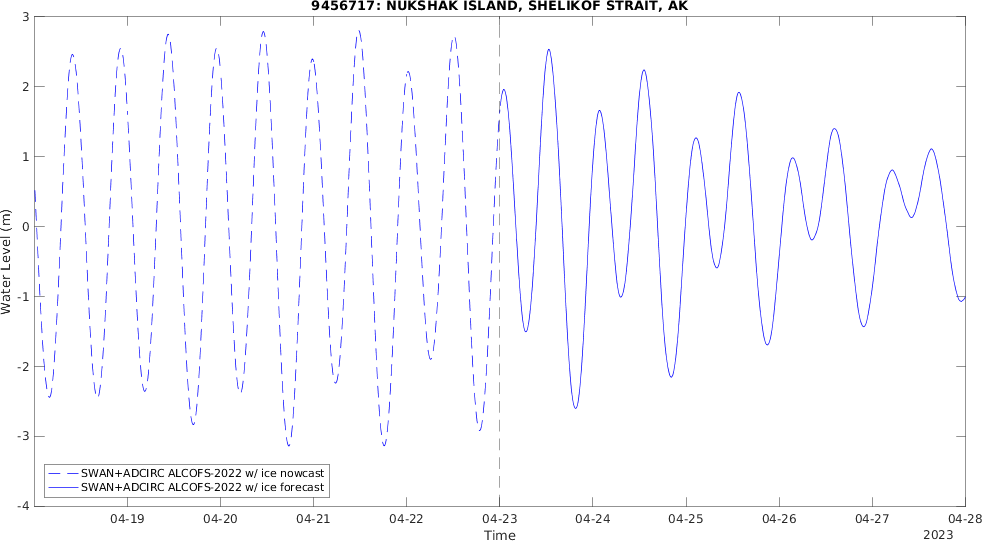 9456717: NUKSHAK ISLAND, SHELIKOF STRAIT, AK
3
2
1
0
-1
-2
-3
-4
Water Level (m)
SWAN+ADCIRC ALCOFS-2022 w/ ice nowcast
SWAN+ADCIRC ALCOFS-2022 w/ ice forecast
04-19 04-20 04-21 04-22 04-23 04-24 04-25 04-26 04-27 04-28
Time
2023